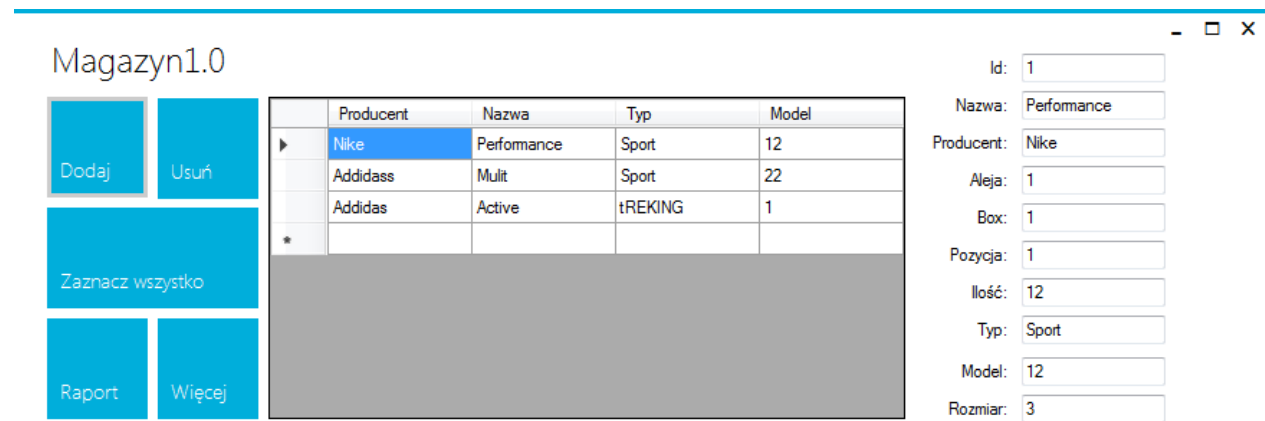 Magazyn1.0
Dodaj
Usuń
Zaznacz wszystko
Raport
Więcej
Producent Nazwa Typ Model
Nike Performance Sport 12
Addidass Mulit Sport 22
Addidas Active tREKING 1
*
Id: 1
Nazwa: Performance
Producent: Nike
Aleja: 1
Box: 1
Pozycja: 1
Ilość: 12
Typ: Sport
Model: 12
Rozmiar: 3